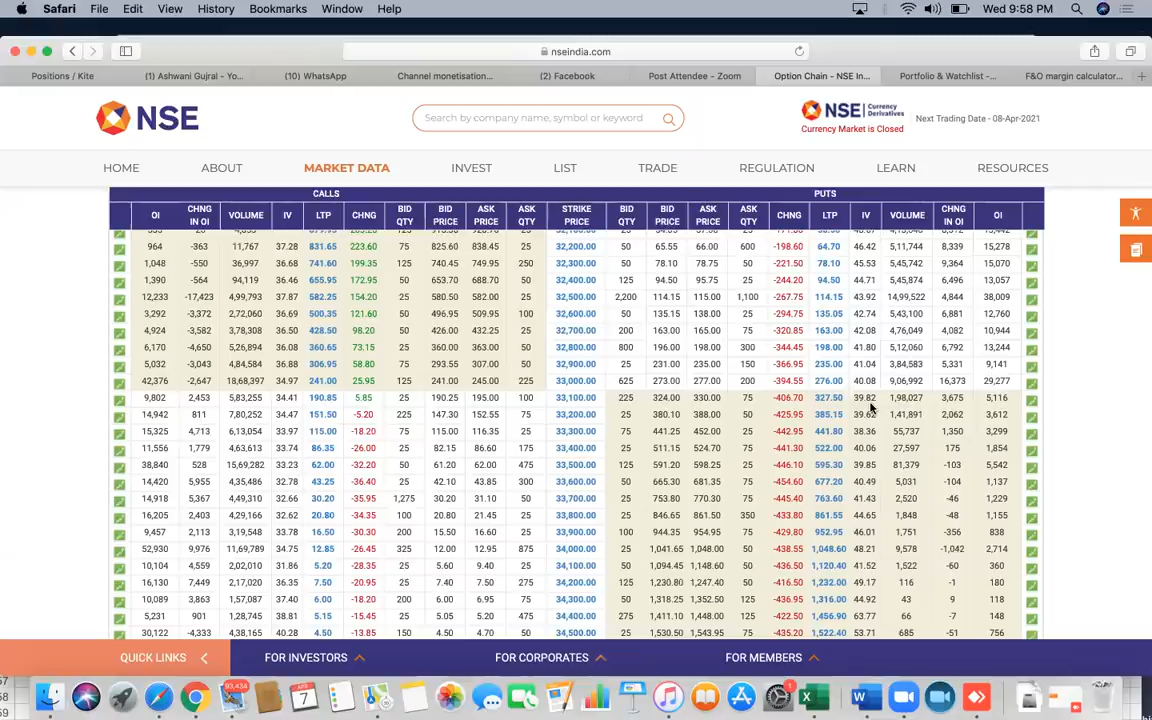 Safari File Edit View History Bookmarks Window Help Wed 9:58 PM
nseindia.com
Positions / Kite (1) Ashwani Gujral - Yo... (10) WhatsApp Channel monetisation... (2) Facebook Post Attendee - Zoom Option Chain - NSE In... Portfolio & Watchlist -... F&O margin calculator...
NSE Search by company name, symbol or keyword NSE Currency Derivatives Currency Market is Closed Next Trading Date - 08-Apr-2021
HOME ABOUT MARKET DATA INVEST LIST TRADE REGULATION LEARN RESOURCES
CALLS PUTS
OI CHNG IN OI VOLUME IV LTP CHNG BID QTY BID PRICE ASK PRICE ASK QTY STRIKE PRICE BID QTY BID PRICE ASK PRICE ASK QTY CHNG LTP IV VOLUME CHNG IN OI OI
964 -363 11,767 37.28 831.65 223.60 75 825.60 838.45 25 32,200.00 50 65.55 66.00 600 -198.60 64.70 46.42 5,11,744 8,339 15,278
1,048 -550 36,997 36.68 741.60 199.35 125 740.45 749.95 250 32,300.00 50 78.10 78.75 50 -221.50 78.10 45.53 5,45,742 9,364 15,070
1,390 -564 94,119 36.46 655.95 172.95 25 653.70 688.70 50 32,400.00 125 94.50 95.75 25 -244.20 94.50 44.71 5,45,874 6,496 13,057
12,233 -17,423 4,99,793 37.87 582.25 154.20 25 580.50 582.00 25 32,500.00 2,200 114.15 115.00 1,100 -267.75 114.15 43.92 14,99,522 4,844 38,009
3,292 -3,372 2,72,060 36.69 500.35 121.60 50 496.95 509.95 100 32,600.00 50 135.15 138.00 25 -294.75 135.05 42.74 5,43,100 6,881 12,760
4,924 -3,582 3,78,308 36.50 428.50 98.20 50 426.00 432.25 25 32,700.00 200 163.00 165.00 75 -320.85 163.00 42.08 4,76,049 4,082 10,944
6,170 -4,650 5,26,894 36.08 360.65 73.15 25 360.00 363.00 50 32,800.00 800 196.00 198.00 300 -344.45 198.00 41.80 5,12,060 6,792 13,244
5,032 -3,043 4,84,584 36.88 306.95 58.80 75 293.55 307.00 50 32,900.00 25 231.00 235.00 150 -366.95 235.00 41.04 3,84,583 5,331 9,141
42,376 -2,647 18,68,397 34.97 241.00 25.95 125 241.00 245.00 225 33,000.00 625 273.00 277.00 200 -394.55 276.00 40.08 9,06,992 16,373 29,277
9,802 2,453 5,83,255 34.41 190.85 5.85 25 190.25 195.00 100 33,100.00 225 324.00 330.00 75 -406.70 327.50 39.82 1,98,027 3,675 5,116
14,942 811 7,80,252 34.47 151.50 -5.20 225 147.30 152.55 75 33,200.00 50 380.10 388.00 50 -425.95 385.15 39.62 1,41,891 2,062 3,612
15,325 4,713 6,13,054 33.97 115.00 -18.20 75 115.00 116.35 25 33,300.00 75 441.25 452.00 25 -442.95 441.80 38.36 55,737 1,350 3,299
11,556 1,779 4,63,613 33.74 86.35 -26.00 25 82.15 86.60 175 33,400.00 25 511.15 524.70 75 -441.30 522.00 40.06 27,597 175 1,854
38,840 528 15,69,282 33.23 62.00 -32.20 50 61.20 62.00 475 33,500.00 125 591.20 598.25 25 -446.10 595.30 39.85 81,379 -103 5,542
14,420 5,955 4,35,486 32.78 43.25 -36.40 25 42.10 43.85 300 33,600.00 50 665.30 681.35 75 -454.60 677.20 40.49 5,031 -104 1,137
14,918 5,367 4,49,310 32.66 30.20 -35.95 1,275 30.20 31.10 50 33,700.00 25 753.80 770.30 75 -445.40 763.60 41.43 2,520 -46 1,229
16,205 2,403 4,29,166 32.62 20.80 -34.35 100 20.80 21.45 25 33,800.00 25 846.65 861.50 350 -433.80 861.55 44.65 1,848 -48 1,155
9,457 2,113 3,19,548 33.78 16.50 -30.30 200 15.50 16.60 25 33,900.00 100 944.35 954.95 75 -429.80 952.95 46.01 1,751 -356 838
52,930 9,976 11,69,789 34.75 12.85 -26.45 325 12.00 12.95 875 34,000.00 25 1,041.65 1,048.00 50 -438.55 1,048.60 48.21 9,578 -1,042 2,714
10,104 4,559 2,02,010 31.86 5.20 -28.35 100 5.60 9.40 25 34,100.00 50 1,094.45 1,148.60 50 -436.50 1,120.40 41.52 1,522 -60 360
16,130 7,449 2,17,020 36.35 7.50 -20.95 125 7.40 7.50 275 34,200.00 125 1,230.80 1,247.40 50 -416.50 1,232.00 49.17 116 -1 180
10,089 3,863 1,57,087 37.40 6.00 -18.20 200 6.00 6.95 75 34,300.00 50 1,318.25 1,352.50 125 -436.95 1,316.00 44.92 43 9 118
5,231 901 1,28,745 38.81 5.15 -15.45 100 5.05 5.20 475 34,400.00 275 1,411.10 1,448.00 125 -422.50 1,456.90 63.77 66 -7 148
30,122 -4,333 4,38,165 40.28 4.50 -13.85 150 4.50 4.70 50 34,500.00 25 1,530.50 1,543.95 75 -435.20 1,522.40 53.71 685 -51 756
QUICK LINKS FOR INVESTORS FOR CORPORATES FOR MEMBERS